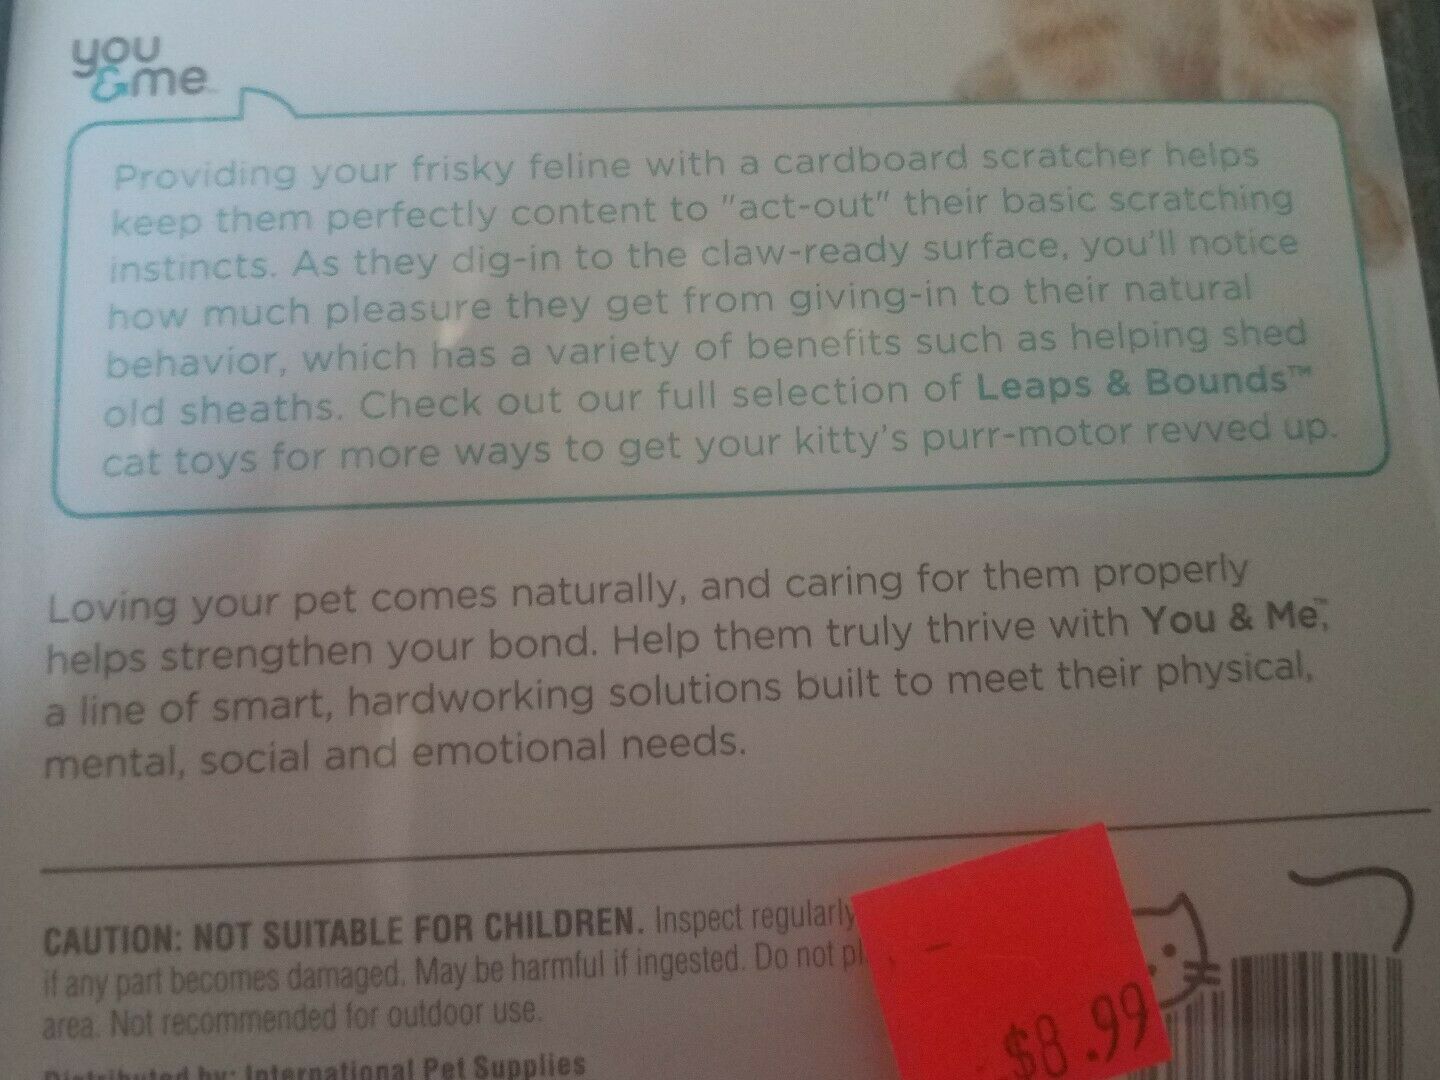 you
&me
Providing your frisky feline with a cardboard scratcher helps
keep them perfectly content to "act-out" their basic scratching
instincts. As they dig-in to the claw-ready surface, you'll notice
how much pleasure they get from giving-in to their natural
behavior, which has a variety of benefits such as helping shed
old sheaths. Check out our full selection of Leaps & Bounds™
cat toys for more ways to get your kitty's purr-motor revved up.
Loving your pet comes naturally, and caring for them properly
helps strengthen your bond. Help them truly thrive with You & Me™,
a line of smart, hardworking solutions built to meet their physical,
mental, social and emotional needs.
CAUTION: NOT SUITABLE FOR CHILDREN. Inspect regularly
if any part becomes damaged. May be harmful if ingested. Do not
area. Not recommended for outdoor use.
Distributed by: International Pet Supplies
$8.99